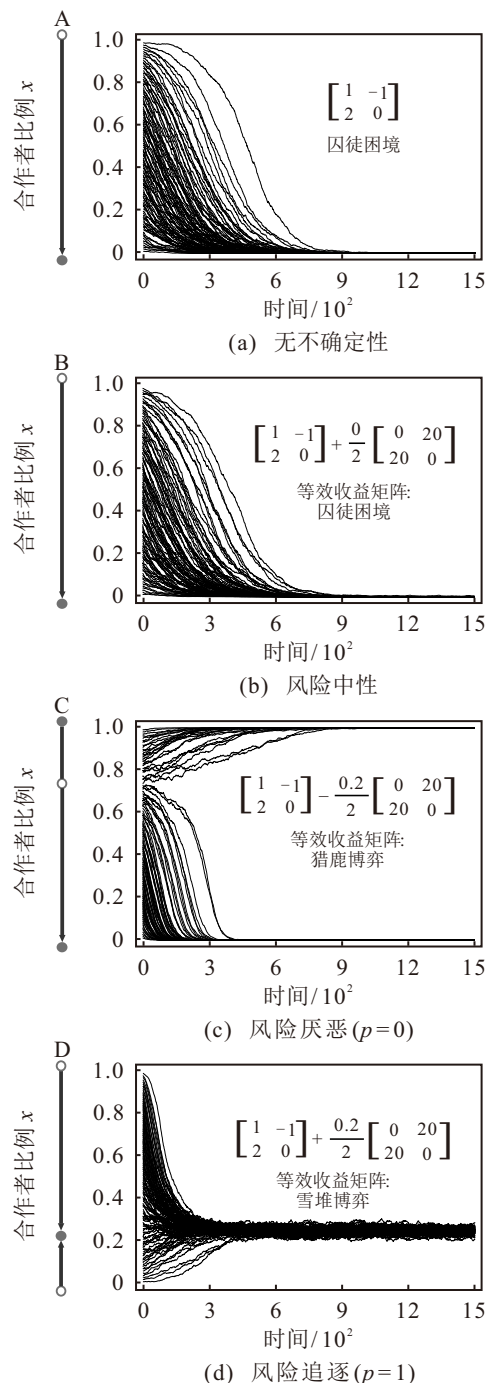 A
合作者比例 x
1.0
0.8
0.6
0.4
0.2
0
[1 −1
2 0]
囚徒困境
0 3 6 9 12 15
时间/10²
(a) 无不确定性
B
合作者比例 x
1.0
0.8
0.6
0.4
0.2
0
[1 −1
2 0] + 0/2 [0 20
20 0]
等效收益矩阵:
囚徒困境
0 3 6 9 12 15
时间/10²
(b) 风险中性
C
合作者比例 x
1.0
0.8
0.6
0.4
0.2
0
[1 −1
2 0] − 0.2/2 [0 20
20 0]
等效收益矩阵:
猎鹿博弈
0 3 6 9 12 15
时间/10²
(c) 风险厌恶(p=0)
D
合作者比例 x
1.0
0.8
0.6
0.4
0.2
0
[1 −1
2 0] + 0.2/2 [0 20
20 0]
等效收益矩阵:
雪堆博弈
0 3 6 9 12 15
时间/10²
(d) 风险追逐(p=1)